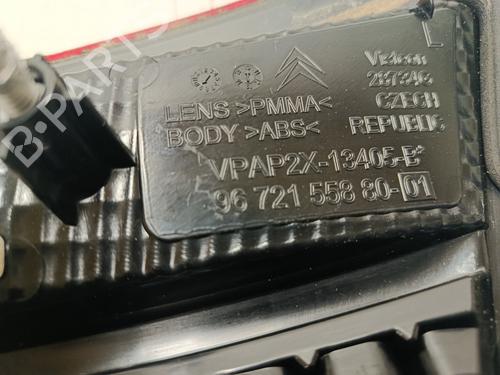 L
Visteon
LENS >PMMA<
CZECH
BODY >ABS<
REPUBLIC
VPAP2X-13405-B*
96 721 558 80-01
B-PARTS